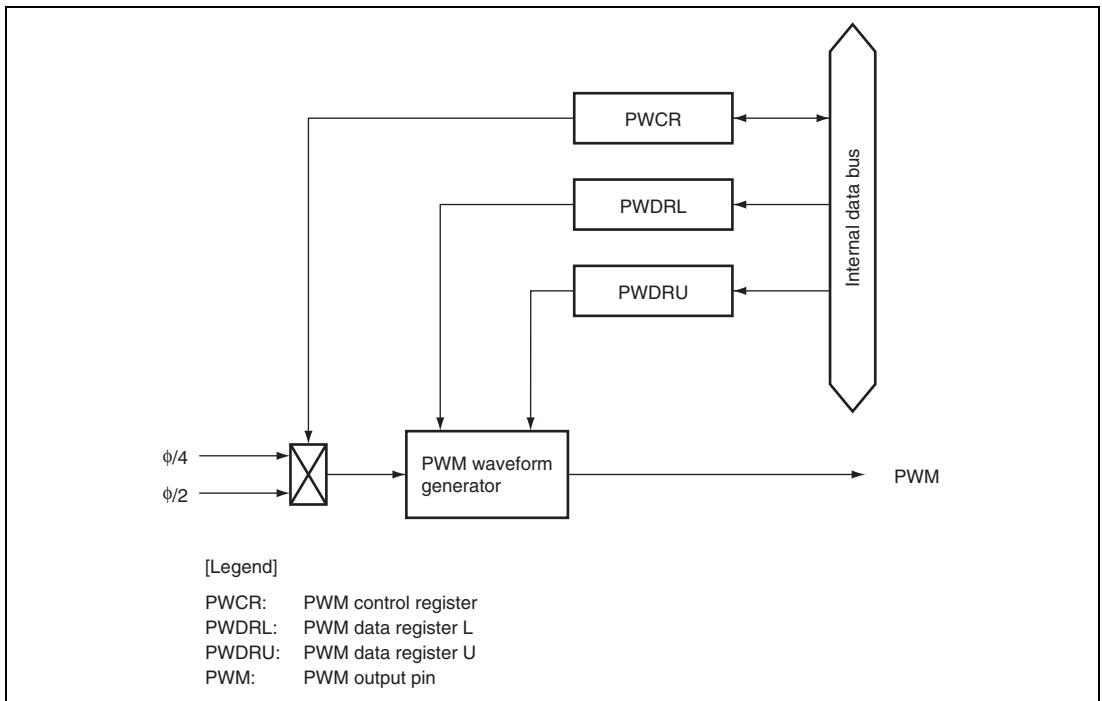 PWCR
PWDRL
PWDRU
Internal data bus
ϕ/4
ϕ/2
PWM waveform
generator
PWM
[Legend]
PWCR: PWM control register
PWDRL: PWM data register L
PWDRU: PWM data register U
PWM: PWM output pin